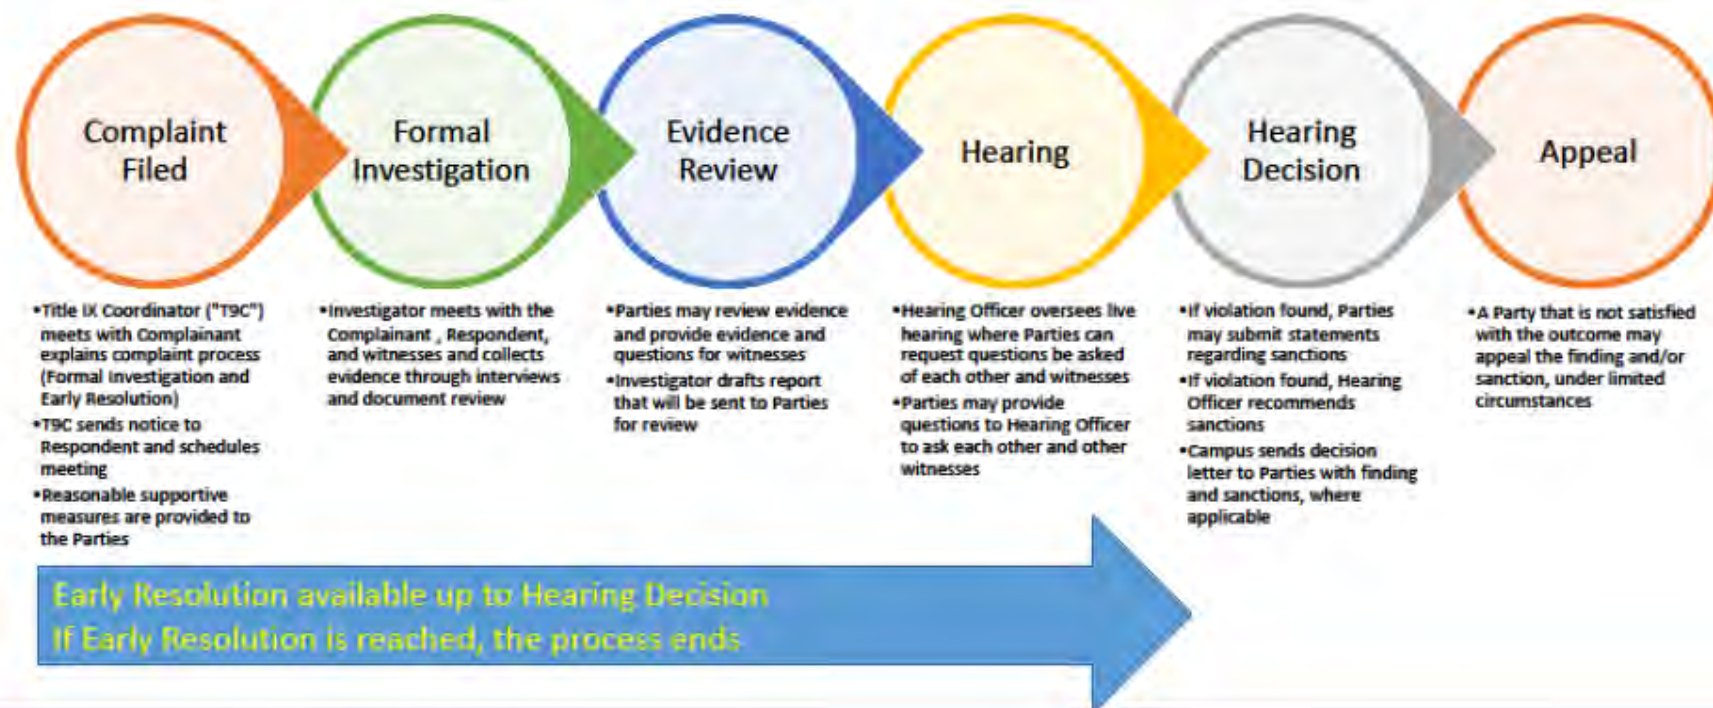 Complaint
Filed
Formal
Investigation
Evidence
Review
Hearing
Hearing
Decision
Appeal
•Title IX Coordinator ("T9C")
meets with Complainant
explains complaint process
(Formal Investigation and
Early Resolution)
•T9C sends notice to
Respondent and schedules
meeting
•Reasonable supportive
measures are provided to
the Parties
•Investigator meets with the
Complainant , Respondent,
and witnesses and collects
evidence through interviews
and document review
•Parties may review evidence
and provide evidence and
questions for witnesses
•Investigator drafts report
that will be sent to Parties
for review
•Hearing Officer oversees live
hearing where Parties can
request questions be asked
of each other and witnesses
•Parties may provide
questions to Hearing Officer
to ask each other and other
witnesses
•If violation found, Parties
may submit statements
regarding sanctions
•If violation found, Hearing
Officer recommends
sanctions
•Campus sends decision
letter to Parties with finding
and sanctions, where
applicable
•A Party that is not satisfied
with the outcome may
appeal the finding and/or
sanction, under limited
circumstances
Early Resolution available up to Hearing Decision
If Early Resolution is reached, the process ends